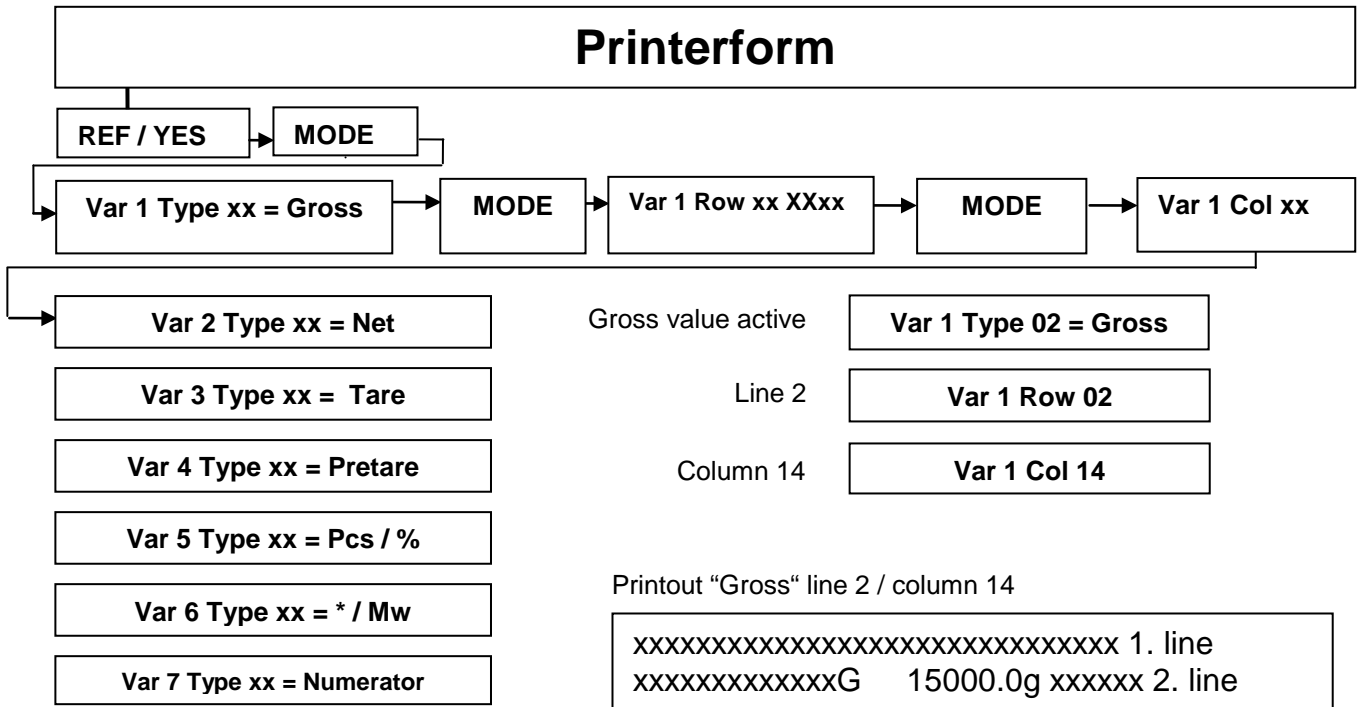 Printerform
REF / YES
MODE
Var 1 Type xx = Gross
MODE
Var 1 Row xx XXxx
MODE
Var 1 Col xx
Var 2 Type xx = Net
Gross value active
Var 1 Type 02 = Gross
Var 3 Type xx = Tare
Line 2
Var 1 Row 02
Var 4 Type xx = Pretare
Column 14
Var 1 Col 14
Var 5 Type xx = Pcs / %
Printout “Gross“ line 2 / column 14
Var 6 Type xx = * / Mw
xxxxxxxxxxxxxxxxxxxxxxxxxxxxxxx 1. line
xxxxxxxxxxxxxG 15000.0g xxxxxx 2. line
Var 7 Type xx = Numerator